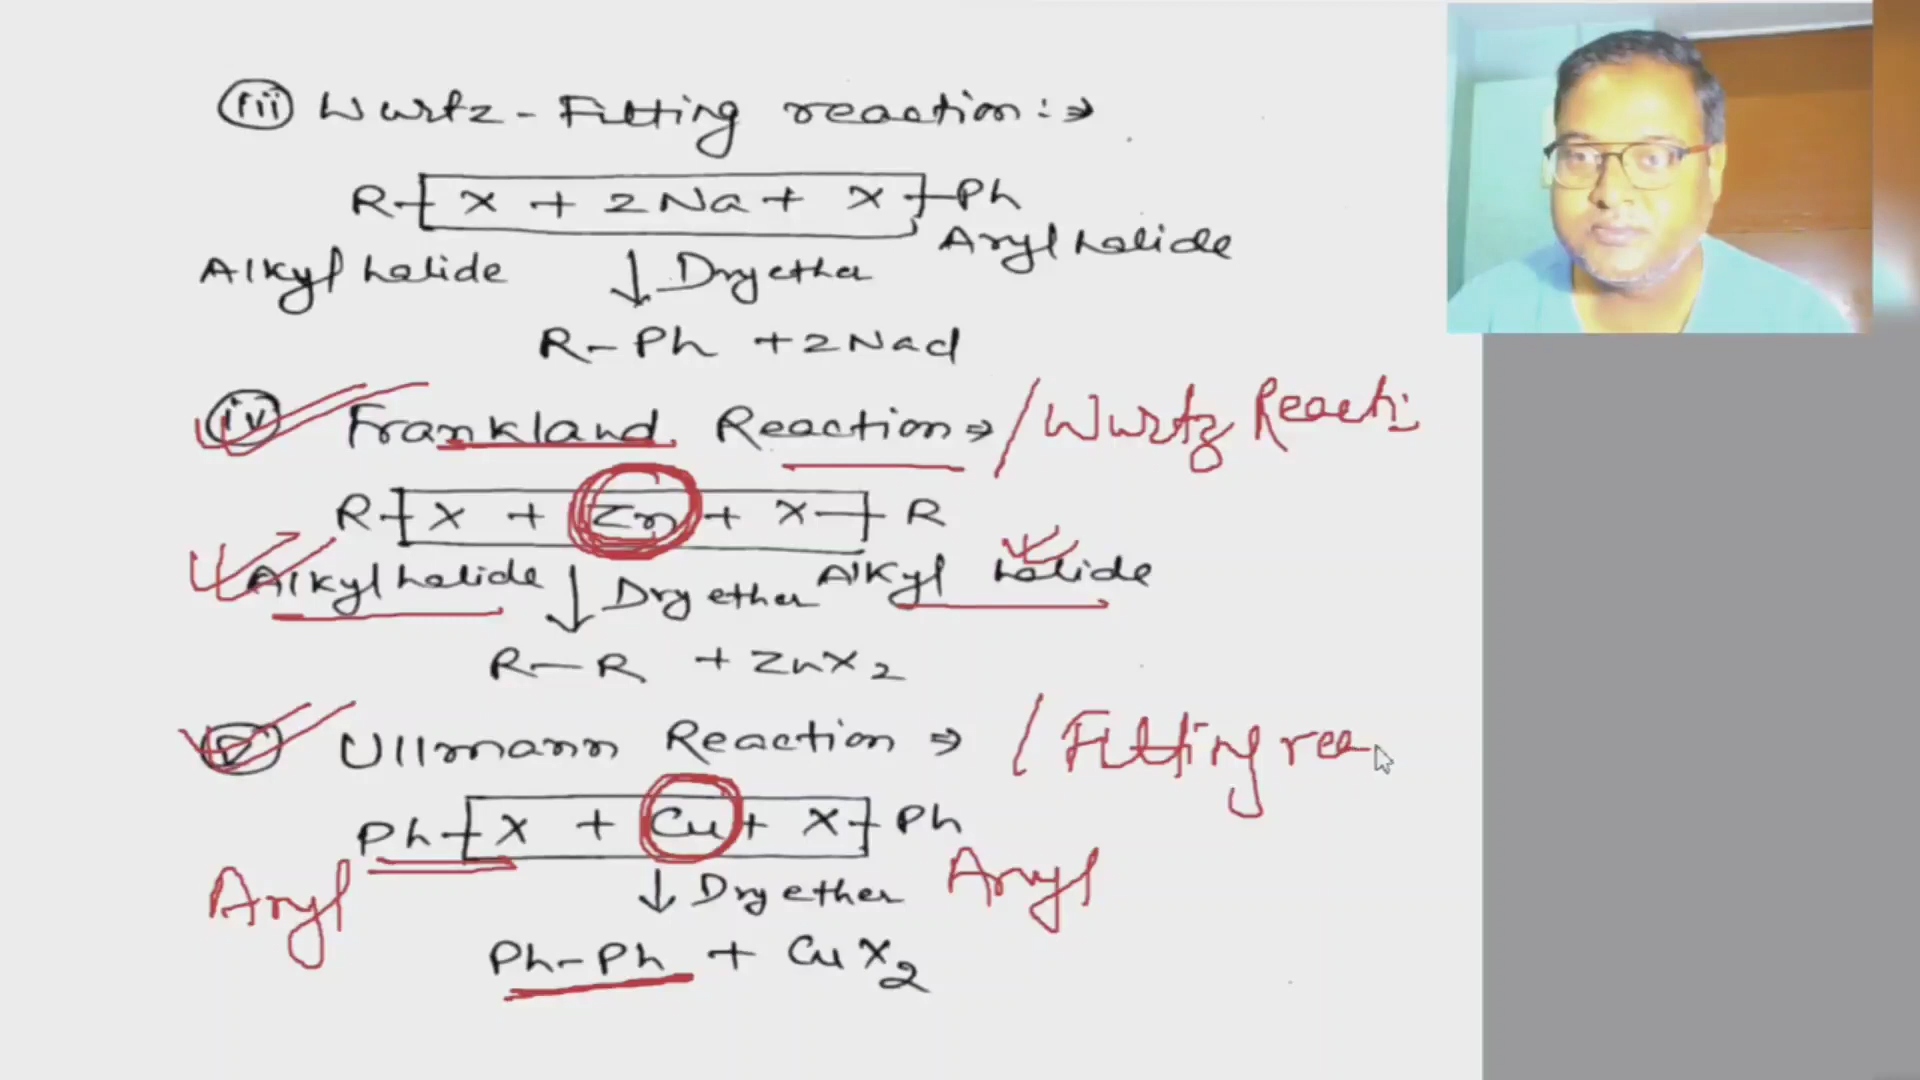 (iii) Wurtz - Fitting reaction :→
R - X + 2Na + X - Ph
Alkyl halide ↓ Dry ether Aryl halide
R - Ph + 2NaCl
(iv) Frankland Reaction → / Wurtz Reacti
R - X + Zn + X - R
Alkyl halide ↓ Dry ether Alkyl halide
R - R + ZnX2
(v) Ullmann Reaction → / Fitting rea
Ph - X + Cu + X - Ph
Aryl ↓ Dry ether Aryl
Ph - Ph + CuX2